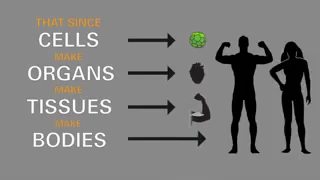 THAT SINCE
CELLS
MAKE
ORGANS
MAKE
TISSUES
MAKE
BODIES